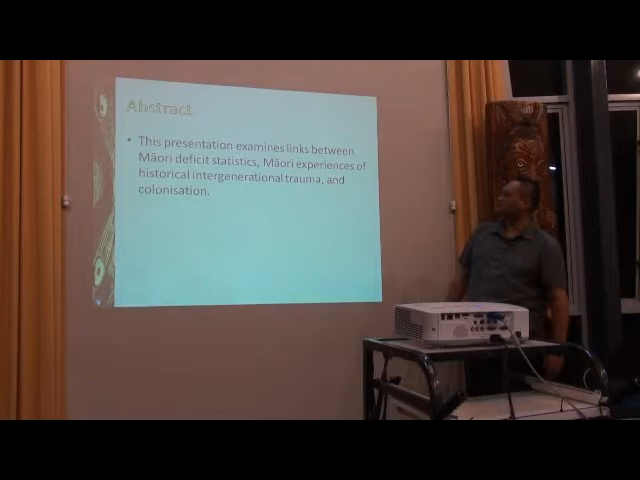 Abstract
• This presentation examines links between
Māori deficit statistics, Māori experiences of
historical intergenerational trauma, and
colonisation.